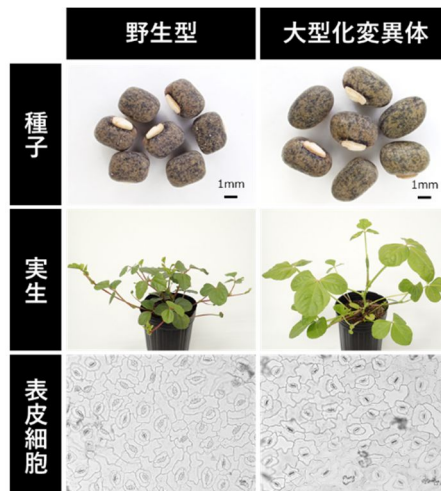 野生型
大型化変異体
種子
1mm
1mm
実生
表皮細胞